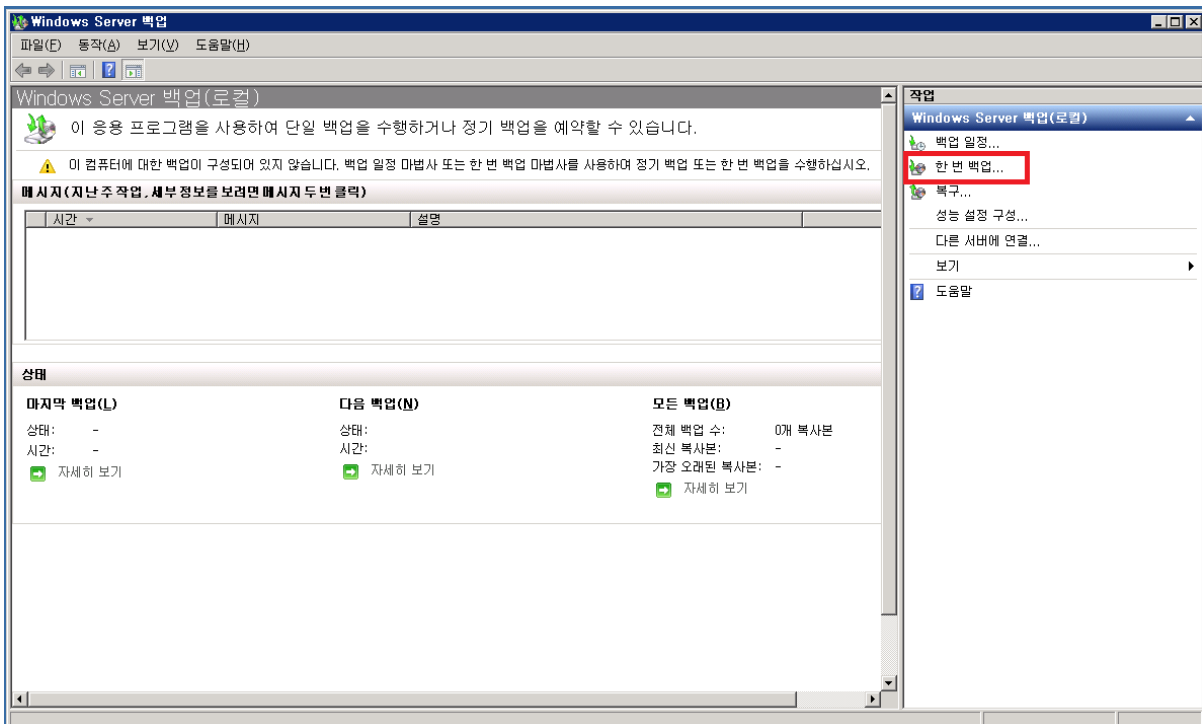 Windows Server 백업
파일(F) 동작(A) 보기(V) 도움말(H)
Windows Server 백업(로컬)
이 응용 프로그램을 사용하여 단일 백업을 수행하거나 정기 백업을 예약할 수 있습니다.
이 컴퓨터에 대한 백업이 구성되어 있지 않습니다. 백업 일정 마법사 또는 한 번 백업 마법사를 사용하여 정기 백업 또는 한 번 백업을 수행하십시오.
메시지(지난 주 작업, 세부 정보를 보려면 메시지 두 번 클릭)
시간 메시지 설명
상태
마지막 백업(L)
상태: -
시간: -
자세히 보기
다음 백업(N)
상태:
시간:
자세히 보기
모든 백업(B)
전체 백업 수: 0개 복사본
최신 복사본: -
가장 오래된 복사본: -
자세히 보기
작업
Windows Server 백업(로컬)
백업 일정...
한 번 백업...
복구...
성능 설정 구성...
다른 서버에 연결...
보기
도움말